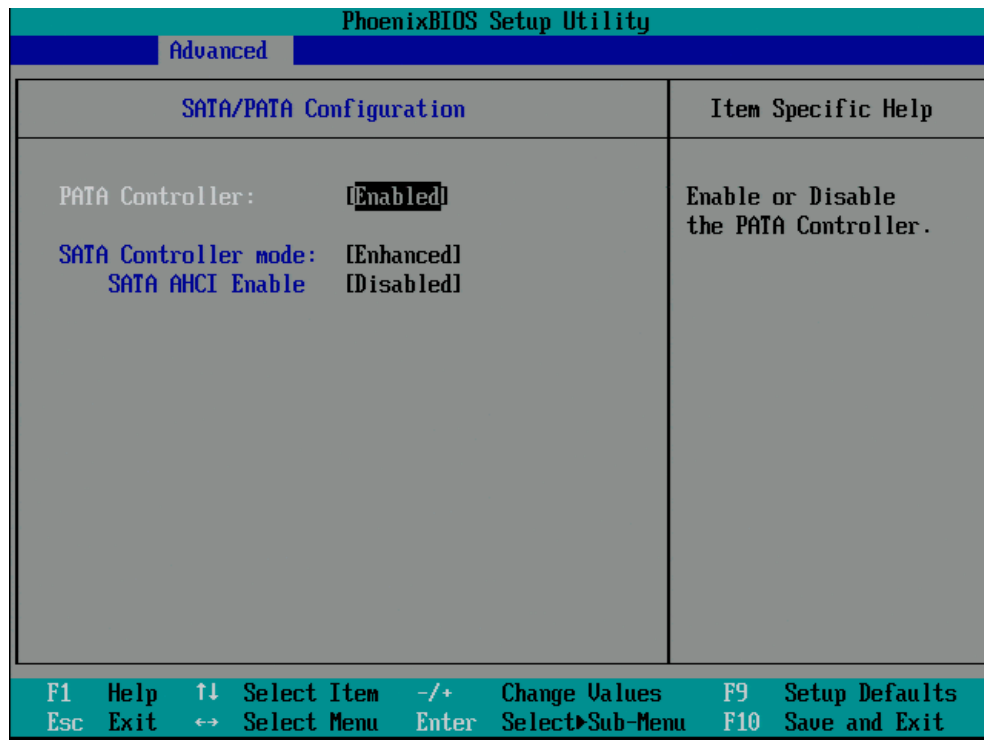 PhoenixBIOS Setup Utility
Advanced
SATA/PATA Configuration
Item Specific Help
PATA Controller: [Enabled]
Enable or Disable
the PATA Controller.
SATA Controller mode: [Enhanced]
SATA AHCI Enable [Disabled]
F1 Help ↑↓ Select Item -/+ Change Values F9 Setup Defaults
Esc Exit ↔ Select Menu Enter Select▶Sub-Menu F10 Save and Exit